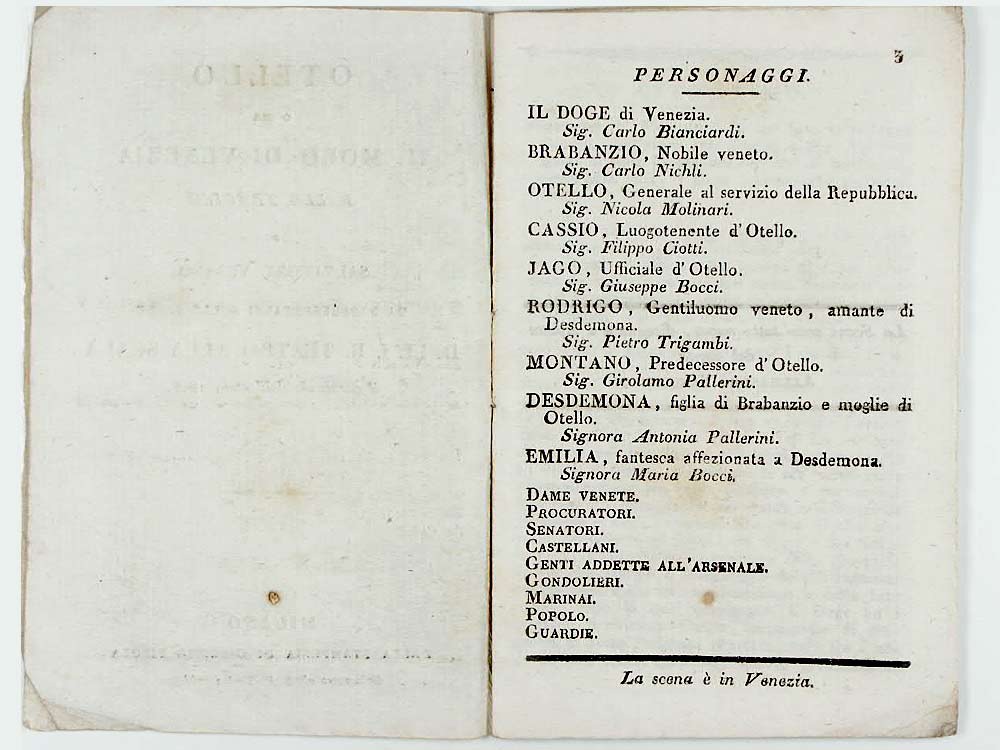 3
PERSONAGGI.
IL DOGE di Venezia.
Sig. Carlo Bianciardi.
BRABANZIO, Nobile veneto.
Sig. Carlo Nichli.
OTELLO, Generale al servizio della Repubblica.
Sig. Nicola Molinari.
CASSIO, Luogotenente d'Otello.
Sig. Filippo Ciotti.
JAGO, Ufficiale d'Otello.
Sig. Giuseppe Bocci.
RODRIGO, Gentiluomo veneto, amante di
Desdemona.
Sig. Pietro Trigambi.
MONTANO, Predecessore d'Otello.
Sig. Girolamo Pallerini.
DESDEMONA, figlia di Brabanzio e moglie di
Otello.
Signora Antonia Pallerini.
EMILIA, fantesca affezionata a Desdemona.
Signora Maria Bocci.
DAME VENETE.
PROCURATORI.
SENATORI.
CASTELLANI.
GENTI ADDETTE ALL'ARSENALE.
GONDOLIERI.
MARINAI.
POPOLO.
GUARDIE.
La scena è in Venezia.